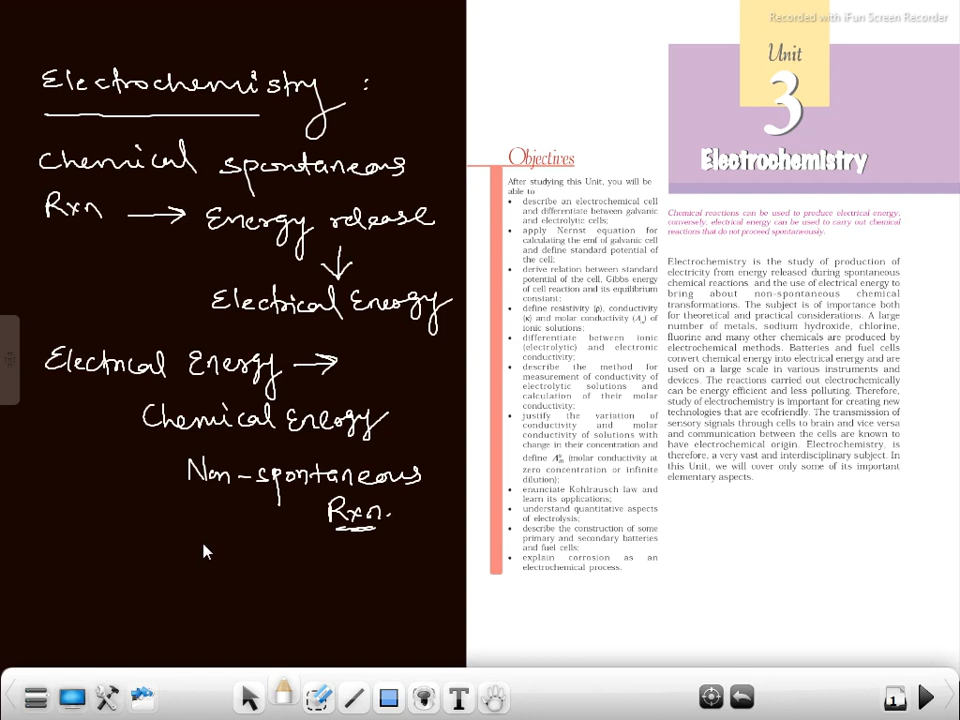 Recorded with iFun Screen Recorder
Electrochemistry :
Chemical spontaneous
Rxn → Energy release
↓
Electrical Energy
Electrical Energy →
Chemical Energy
Non-spontaneous
Rxn.
Unit
3
Electrochemistry
Objectives
After studying this Unit, you will be
able to
• describe an electrochemical cell
and differentiate between galvanic
and electrolytic cells;
• apply Nernst equation for
calculating the emf of galvanic cell
and define standard potential of
the cell;
• derive relation between standard
potential of the cell, Gibbs energy
of cell reaction and its equilibrium
constant;
• define resistivity (ρ), conductivity
(κ) and molar conductivity (Λm) of
ionic solutions;
• differentiate between ionic
(electrolytic) and electronic
conductivity;
• describe the method for
measurement of conductivity of
electrolytic solutions and
calculation of their molar
conductivity;
• justify the variation of
conductivity and molar
conductivity of solutions with
change in their concentration and
define Λ°m (molar conductivity at
zero concentration or infinite
dilution);
• enunciate Kohlrausch law and
learn its applications;
• understand quantitative aspects
of electrolysis;
• describe the construction of some
primary and secondary batteries
and fuel cells;
• explain corrosion as an
electrochemical process.
Chemical reactions can be used to produce electrical energy,
conversely, electrical energy can be used to carry out chemical
reactions that do not proceed spontaneously.
Electrochemistry is the study of production of
electricity from energy released during spontaneous
chemical reactions and the use of electrical energy to
bring about non-spontaneous chemical
transformations. The subject is of importance both
for theoretical and practical considerations. A large
number of metals, sodium hydroxide, chlorine,
fluorine and many other chemicals are produced by
electrochemical methods. Batteries and fuel cells
convert chemical energy into electrical energy and are
used on a large scale in various instruments and
devices. The reactions carried out electrochemically
can be energy efficient and less polluting. Therefore,
study of electrochemistry is important for creating new
technologies that are ecofriendly. The transmission of
sensory signals through cells to brain and vice versa
and communication between the cells are known to
have electrochemical origin. Electrochemistry, is
therefore, a very vast and interdisciplinary subject. In
this Unit, we will cover only some of its important
elementary aspects.
T
1